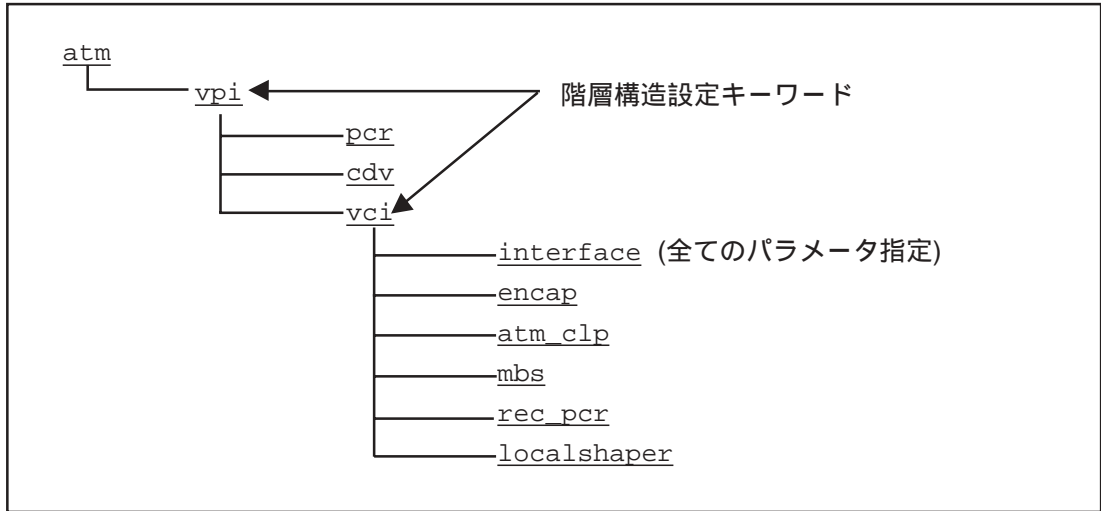 atm
vpi 階層構造設定キーワード
pcr
cdv
vci
interface (全てのパラメータ指定)
encap
atm_clp
mbs
rec_pcr
localshaper